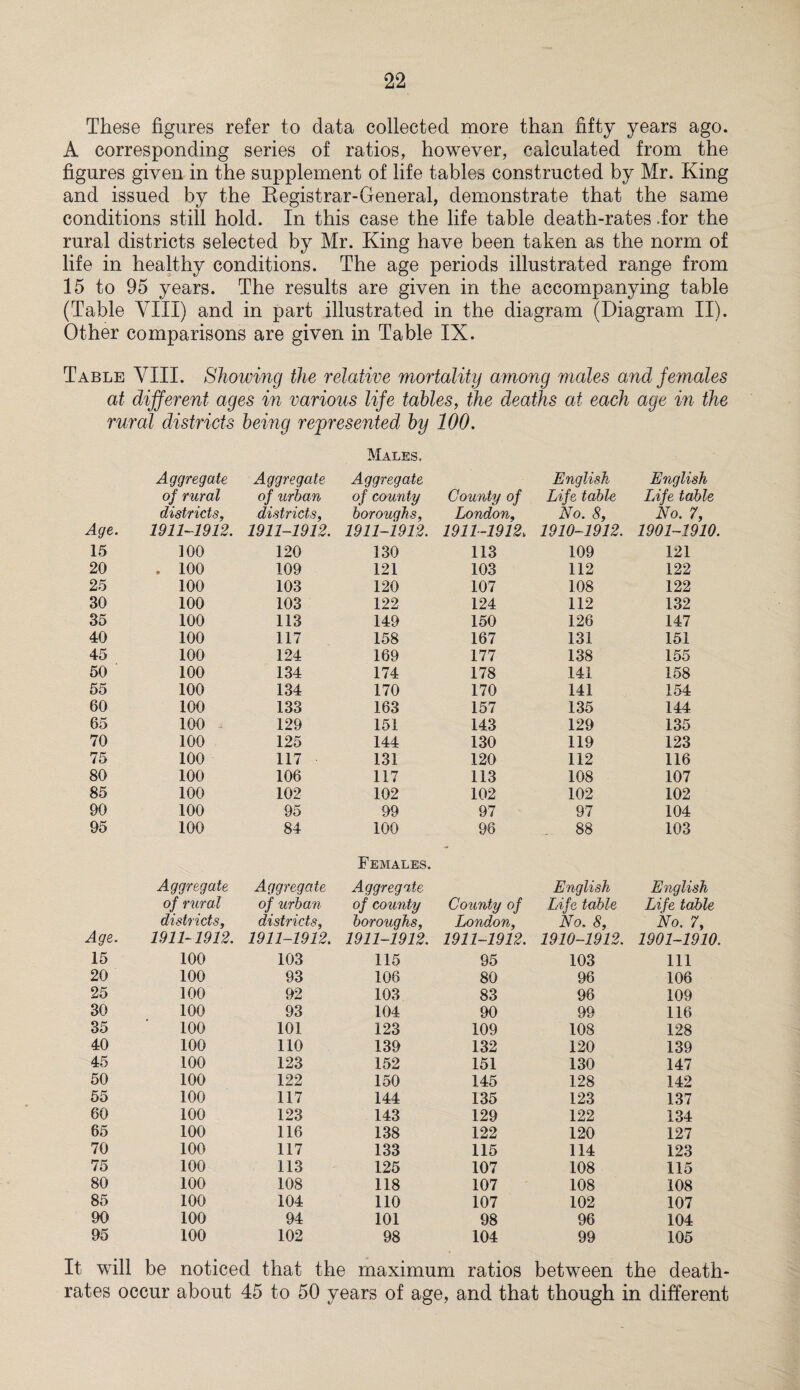 22
These figures refer to data collected more than fifty years ago.
A corresponding series of ratios, however, calculated from the
figures given in the supplement of life tables constructed by Mr. King
and issued by the Registrar-General, demonstrate that the same
conditions still hold. In this case the life table death-rates .for the
rural districts selected by Mr. King have been taken as the norm of
life in healthy conditions. The age periods illustrated range from
15 to 95 years. The results are given in the accompanying table
(Table VIII) and in part illustrated in the diagram (Diagram II).
Other comparisons are given in Table IX.
Table VIII. Showing the relative mortality among males and females
at different ages in various life tables, the deaths at each age in the
rural districts being represented by 100.
Males.
Aggregate Aggregate Aggregate English English
of rural of urban of county County of Life table Life table
districts, districts, boroughs, London, No. 8, No. 7,
Age. 1911-1912. 1911-1912. 1911-1912. 1911-1912. 1910-1912. 1901-1910.
15 100 120 130 113 109 121
20 . 100 109 121 103 112 122
25 100 103 120 107 108 122
30 100 103 122 124 112 132
35 100 113 149 150 126 147
40 100 117 158 167 131 151
45 100 124 169 177 138 155
50 100 134 174 178 141 158
55 100 134 170 170 141 154
60 100 133 163 157 135 144
65 100 129 151 143 129 135
70 100 125 144 130 119 123
75 100 117 131 120 112 116
80 100 106 117 113 108 107
85 100 102 102 102 102 102
90 100 95 99 97 97 104
95 100 84 100 96 88 103
Females.
Aggregate Aggregate Aggregate English English
of rural of urban of county County of Life table Life table
districts, districts, boroughs, London, No. 8, No. 7,
Age. 1911-1912. 1911-1912. 1911-1912. 1911-1912. 1910-1912. 1901-1910.
15 100 103 115 95 103 111
20 100 93 106 80 96 106
25 100 92 103 83 96 109
30 100 93 104 90 99 116
35 100 101 123 109 108 128
40 100 110 139 132 120 139
45 100 123 152 151 130 147
50 100 122 150 145 128 142
55 100 117 144 135 123 137
60 100 123 143 129 122 134
65 100 116 138 122 120 127
70 100 117 133 115 114 123
75 100 113 125 107 108 115
80 100 108 118 107 108 108
85 100 104 110 107 102 107
90 100 94 101 98 96 104
95 100 102 98 104 99 105
It will be noticed that the maximum ratios between the death-
rates occur about 45 to 50 years of age, and that though in different